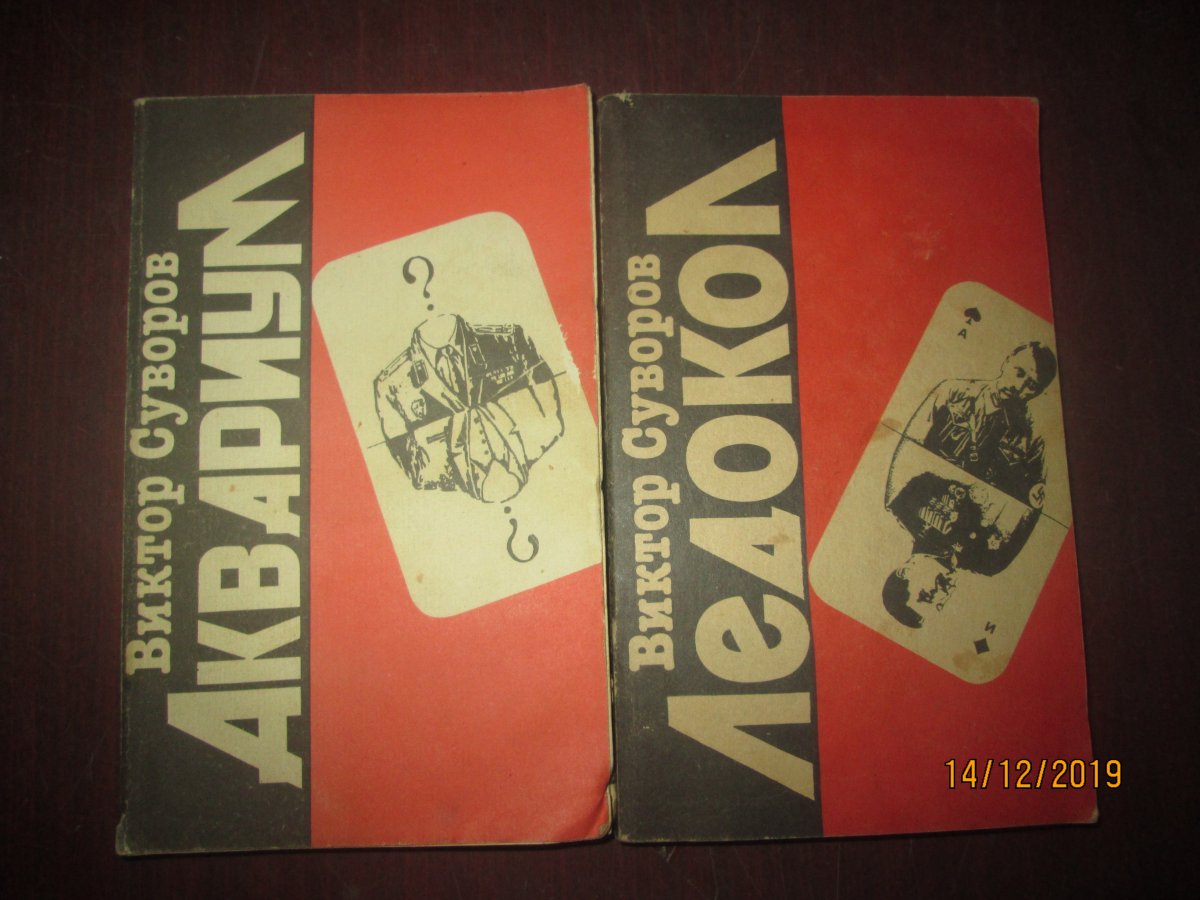 Виктор Суворов
АКВАРИУМ
?
?
Виктор Суворов
ЛеДОКОЛ
А
И
14/12/2019